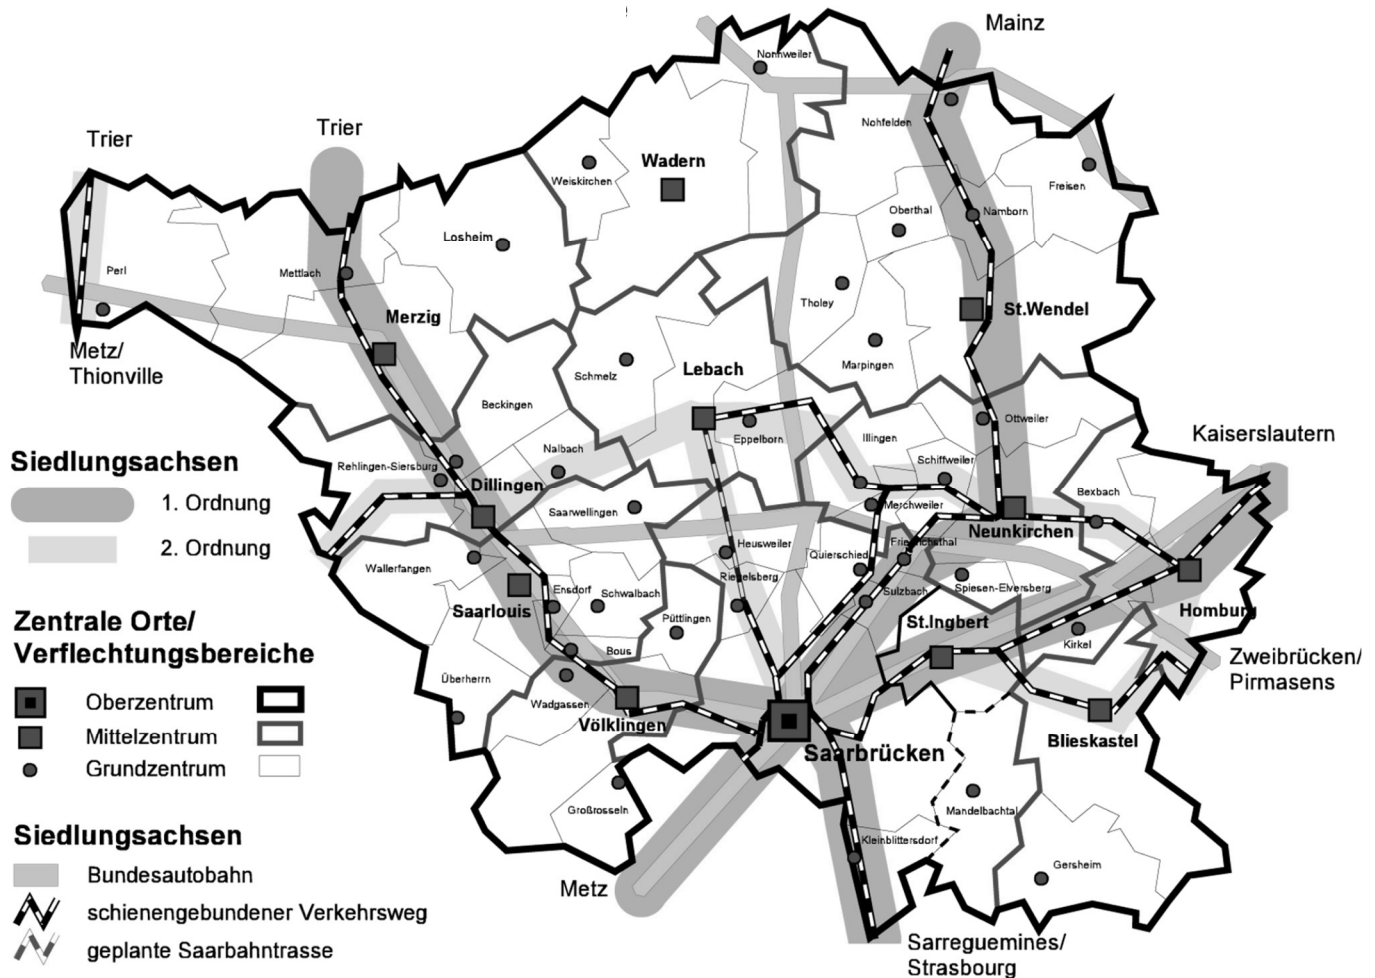 Mainz
Nonnweiler
Trier
Trier
Nohfelden
Wadern
Weiskirchen
Freisen
Oberthal
Namborn
Losheim
Perl
Mettlach
Tholey
St.Wendel
Merzig
Metz/
Thionville
Marpingen
Lebach
Schmelz
Beckingen
Ottweiler
Eppelborn
Illingen
Kaiserslautern
Nalbach
Schiffweiler
Siedlungsachsen
Rehlingen-Siersburg
Dillingen
Bexbach
1. Ordnung
Saarwellingen
Merchweiler
Neunkirchen
2. Ordnung
Heusweiler
Friedrichsthal
Quierschied
Wallerfangen
Riegelsberg
Ensdorf
Schwalbach
Sulzbach
Spiesen-Elversberg
Saarlouis
Homburg
Zentrale Orte/
Verflechtungsbereiche
Püttlingen
St.Ingbert
Kirkel
Bous
Zweibrücken/
Pirmasens
Überherrn
Oberzentrum
Wadgassen
Völklingen
Mittelzentrum
Blieskastel
Saarbrücken
Grundzentrum
Großrosseln
Mandelbachtal
Siedlungsachsen
Kleinblittersdorf
Gersheim
Bundesautobahn
Metz
schienengebundener Verkehrsweg
geplante Saarbahntrasse
Sarreguemines/
Strasbourg